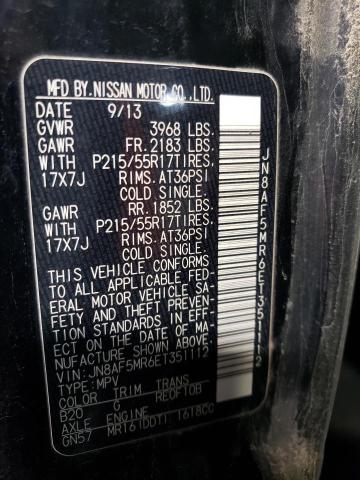 MFD BY. NISSAN MOTOR CO., LTD.
DATE 9/13
GVWR 3968 LBS.
GAWR FR. 2183 LBS.
WITH P215/55R17TIRES,
17X7J RIMS, AT36PSI
COLD SINGLE.
GAWR RR. 1852 LBS.
WITH P215/55R17TIRES,
17X7J RIMS, AT36PSI
COLD SINGLE.
THIS VEHICLE CONFORMS
TO ALL APPLICABLE FED-
ERAL MOTOR VEHICLE SA-
FETY AND THEFT PREVENT-
ION STANDARDS IN EFF-
ECT ON THE DATE OF MA-
NUFACTURE SHOWN ABOVE.
VIN: JN8AF5MR6ET351112
TYPE: MPV
COLOR TRIM TRANS
B20 G REOF10B
AXLE ENGINE
GN57 MR16(DDT) 1618CC
JN8AF5MR6ET351112